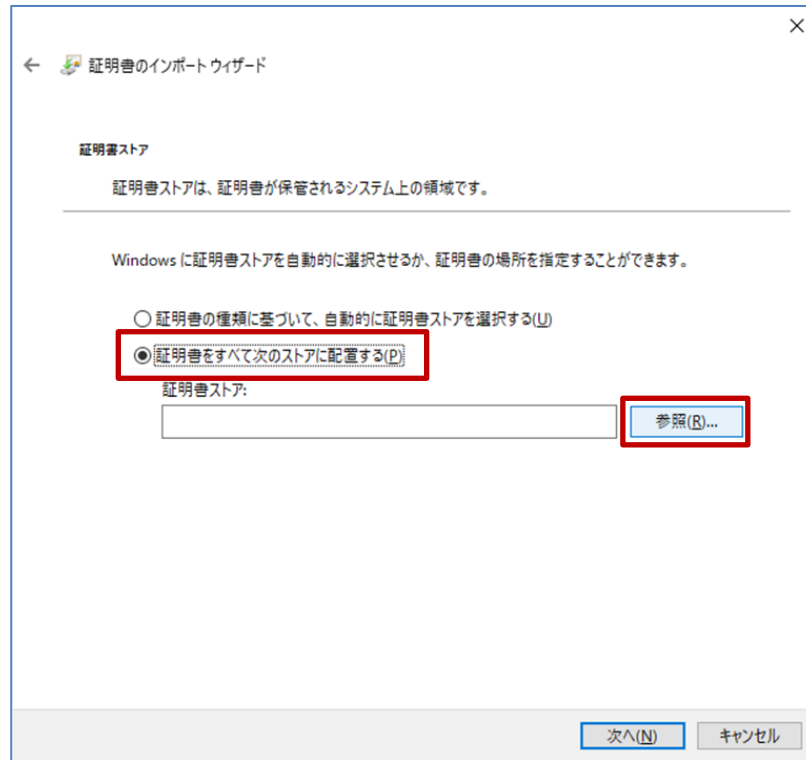 証明書のインポート ウィザード
証明書ストア
証明書ストアは、証明書が保管されるシステム上の領域です。
Windows に証明書ストアを自動的に選択させるか、証明書の場所を指定することができます。
証明書の種類に基づいて、自動的に証明書ストアを選択する(U)
証明書をすべて次のストアに配置する(P)
証明書ストア:
参照(R)...
次へ(N)
キャンセル